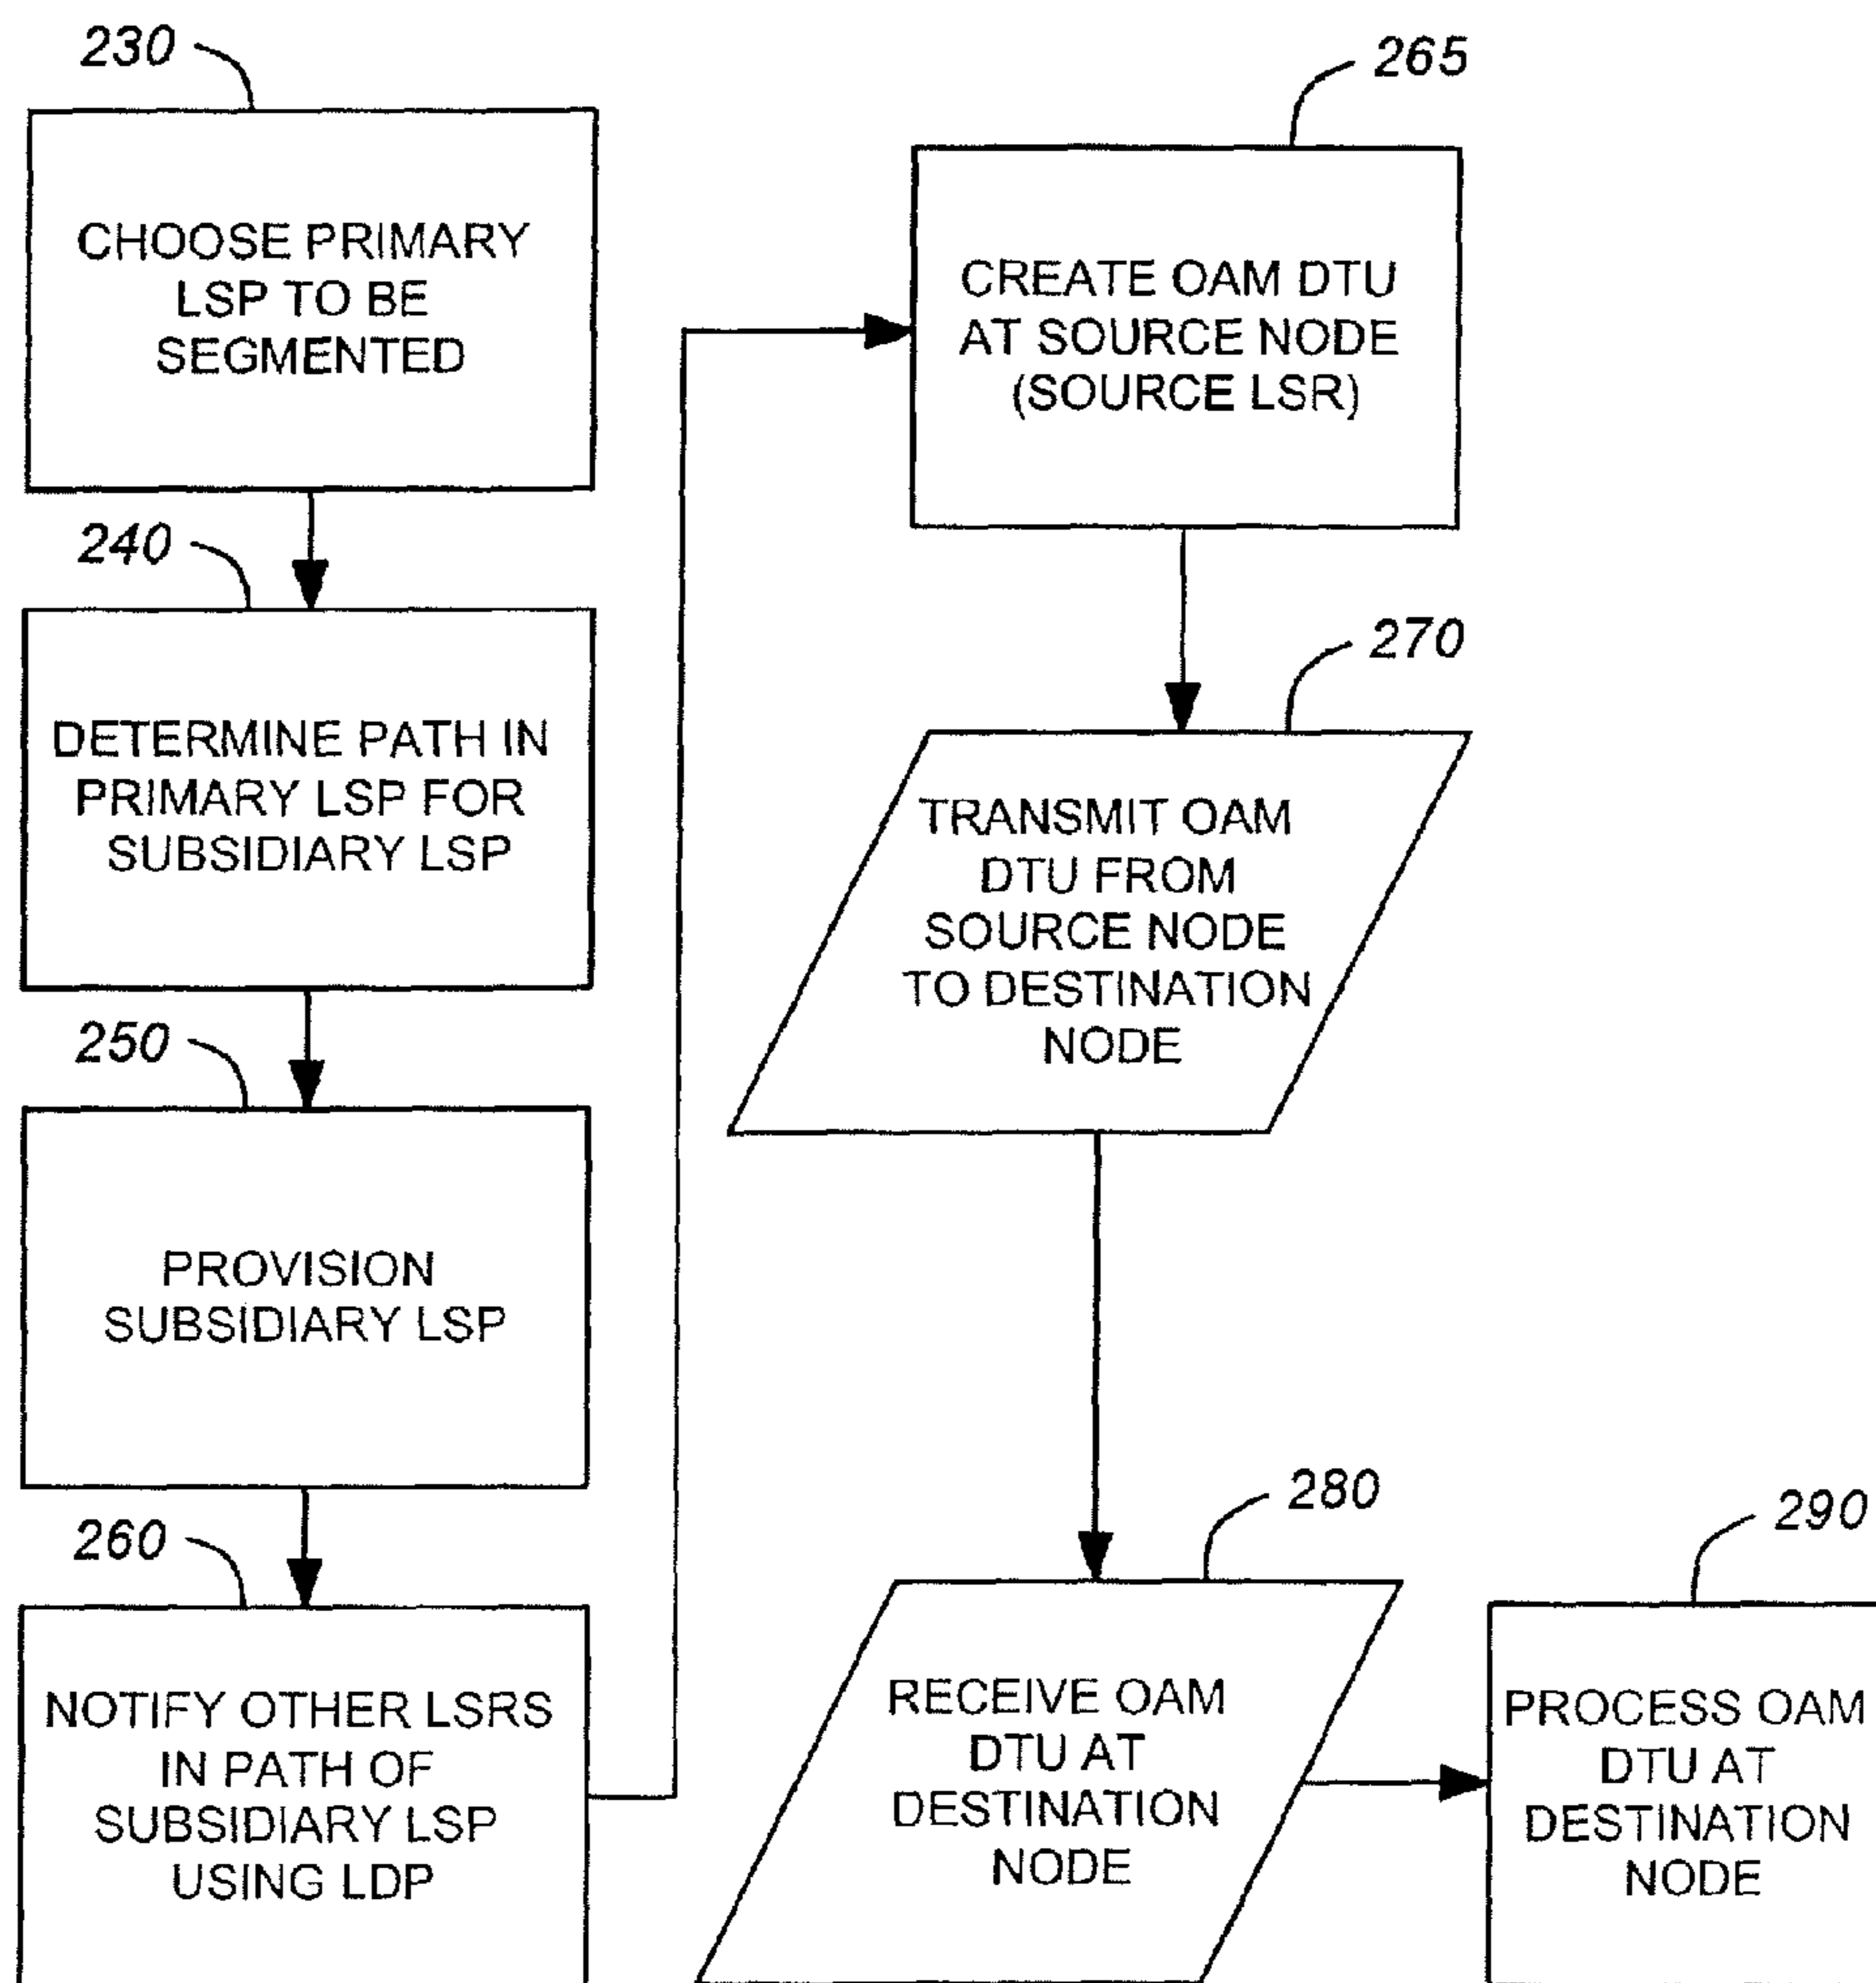 230
CHOOSE PRIMARY
LSP TO BE
SEGMENTED
240
DETERMINE PATH IN
PRIMARY LSP FOR
SUBSIDIARY LSP
250
PROVISION
SUBSIDIARY LSP
260
NOTIFY OTHER LSRS
IN PATH OF
SUBSIDIARY LSP
USING LDP
265
CREATE OAM DTU
AT SOURCE NODE
(SOURCE LSR)
270
TRANSMIT OAM
DTU FROM
SOURCE NODE
TO DESTINATION
NODE
280
RECEIVE OAM
DTU AT
DESTINATION
NODE
290
PROCESS OAM
DTU AT
DESTINATION
NODE